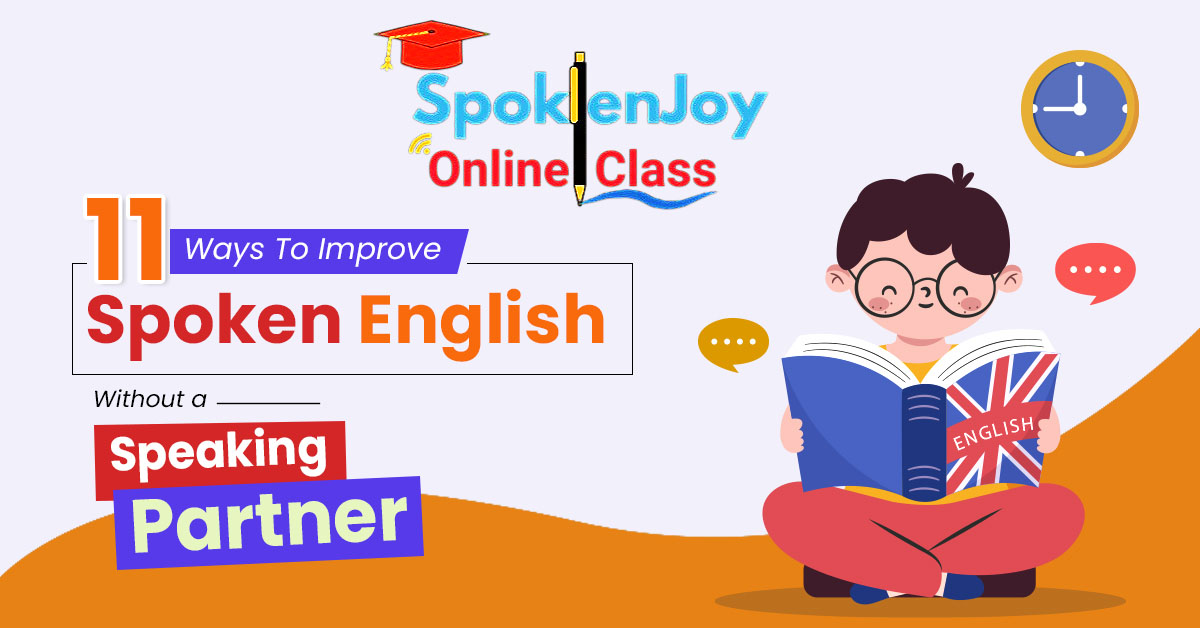 SpokenJoy
Online Class
11 Ways To Improve
Spoken English
Without a
Speaking
Partner
ENGLISH